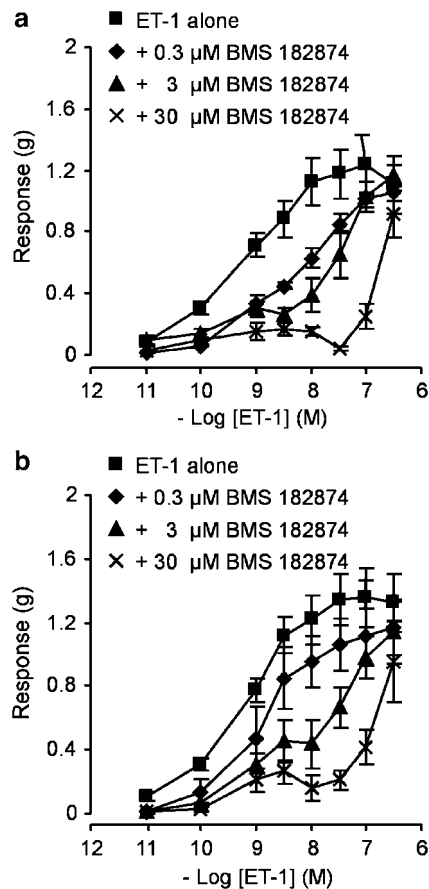 a
ET-1 alone
+ 0.3 µM BMS 182874
+ 3 µM BMS 182874
+ 30 µM BMS 182874
2
1.6
1.2
0.8
0.4
0
Response (g)
12 11 10 9 8 7 6
- Log [ET-1] (M)
b
ET-1 alone
+ 0.3 µM BMS 182874
+ 3 µM BMS 182874
+ 30 µM BMS 182874
2
1.6
1.2
0.8
0.4
0
Response (g)
12 11 10 9 8 7 6
- Log [ET-1] (M)